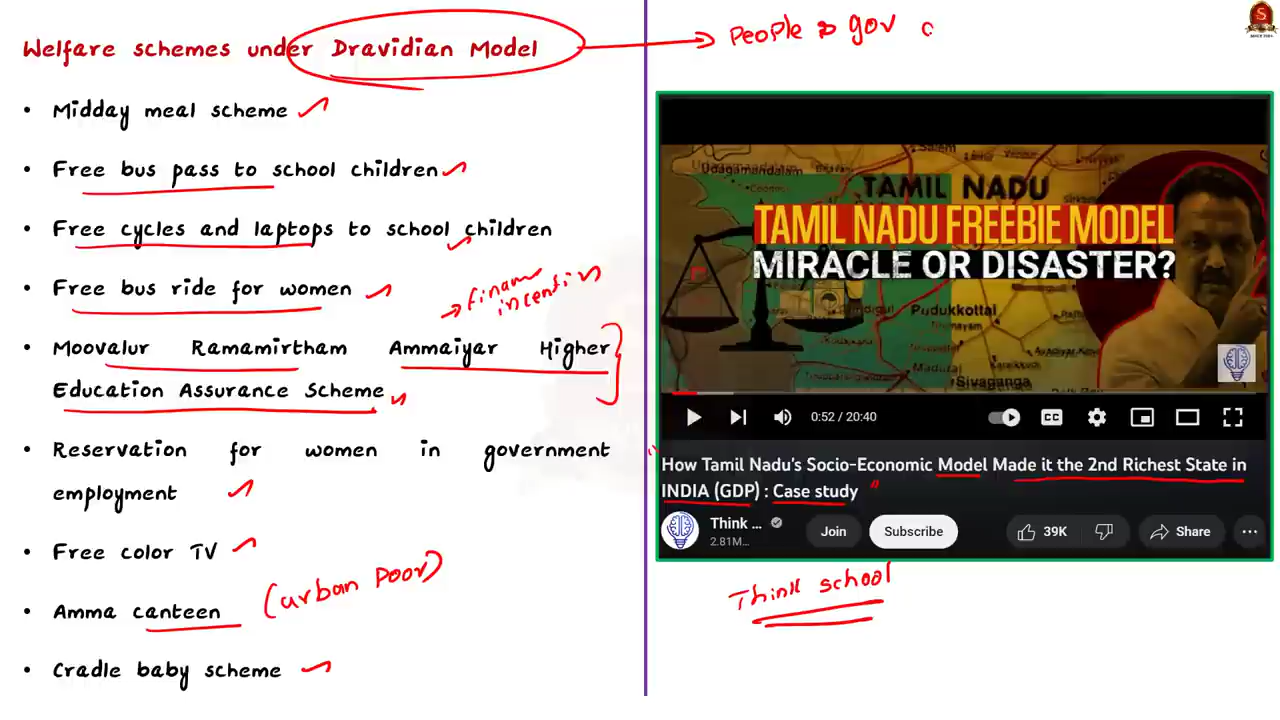 Welfare schemes under Dravidian Model
People & gov
• Midday meal scheme
• Free bus pass to school children
• Free cycles and laptops to school children
• Free bus ride for women
incentivs
• Moovalur Ramamirtham Ammaiyar Higher
Education Assurance Scheme
• Reservation for women in government
employment
• Free color TV
• Amma canteen
(urban poor)
• Cradle baby scheme
TAMIL NADU
TAMIL NADU FREEBIE MODEL
MIRACLE OR DISASTER?
Pudukkottai
Madurai
Sivaganga
0:52 / 20:40
CC
How Tamil Nadu's Socio-Economic Model Made it the 2nd Richest State in
INDIA (GDP) : Case study
Think ...
2.81M...
Join
Subscribe
39K
Share
Think school